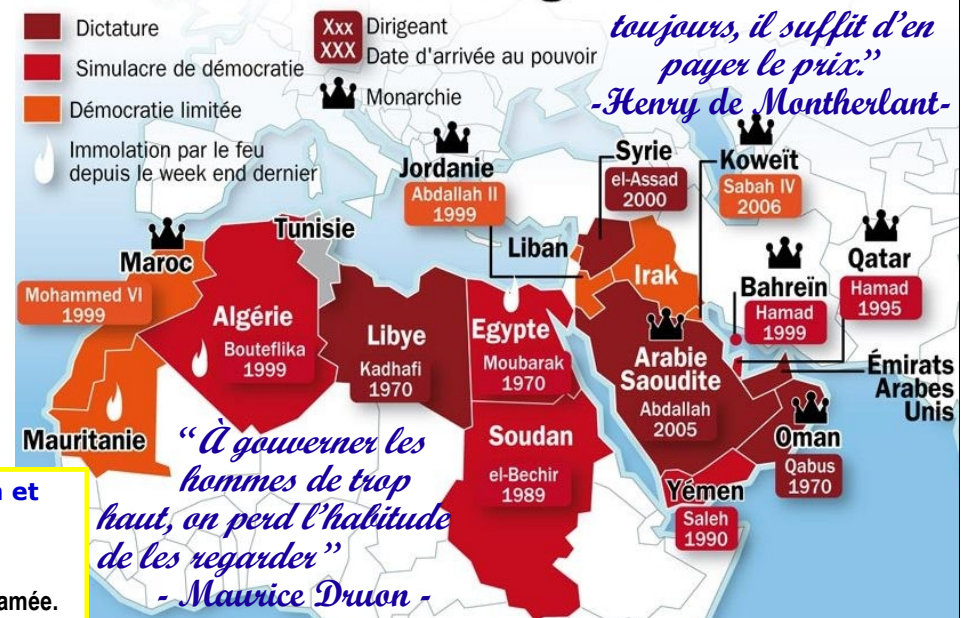 Dictature
Simulacre de démocratie
Démocratie limitée
Immolation par le feu
depuis le week end dernier
Xxx
XXX
Dirigeant
Date d'arrivée au pouvoir
Monarchie
toujours, il suffit d'en
payer le prix."
-Henry de Montherlant-
Jordanie
Abdallah II
1999
Syrie
el-Assad
2000
Koweït
Sabah IV
2006
Tunisie
Liban
Irak
Maroc
Mohammed VI
1999
Algérie
Bouteflika
1999
Libye
Kadhafi
1970
Egypte
Moubarak
1970
Bahreïn
Hamad
1999
Qatar
Hamad
1995
Arabie
Saoudite
Abdallah
2005
Émirats
Arabes
Unis
Oman
Qabus
1970
Mauritanie
Soudan
el-Bechir
1989
Yémen
Saleh
1990
“À gouverner les
hommes de trop
haut, on perd l'habitude
de les regarder”
- Maurice Druon -
et
amée.